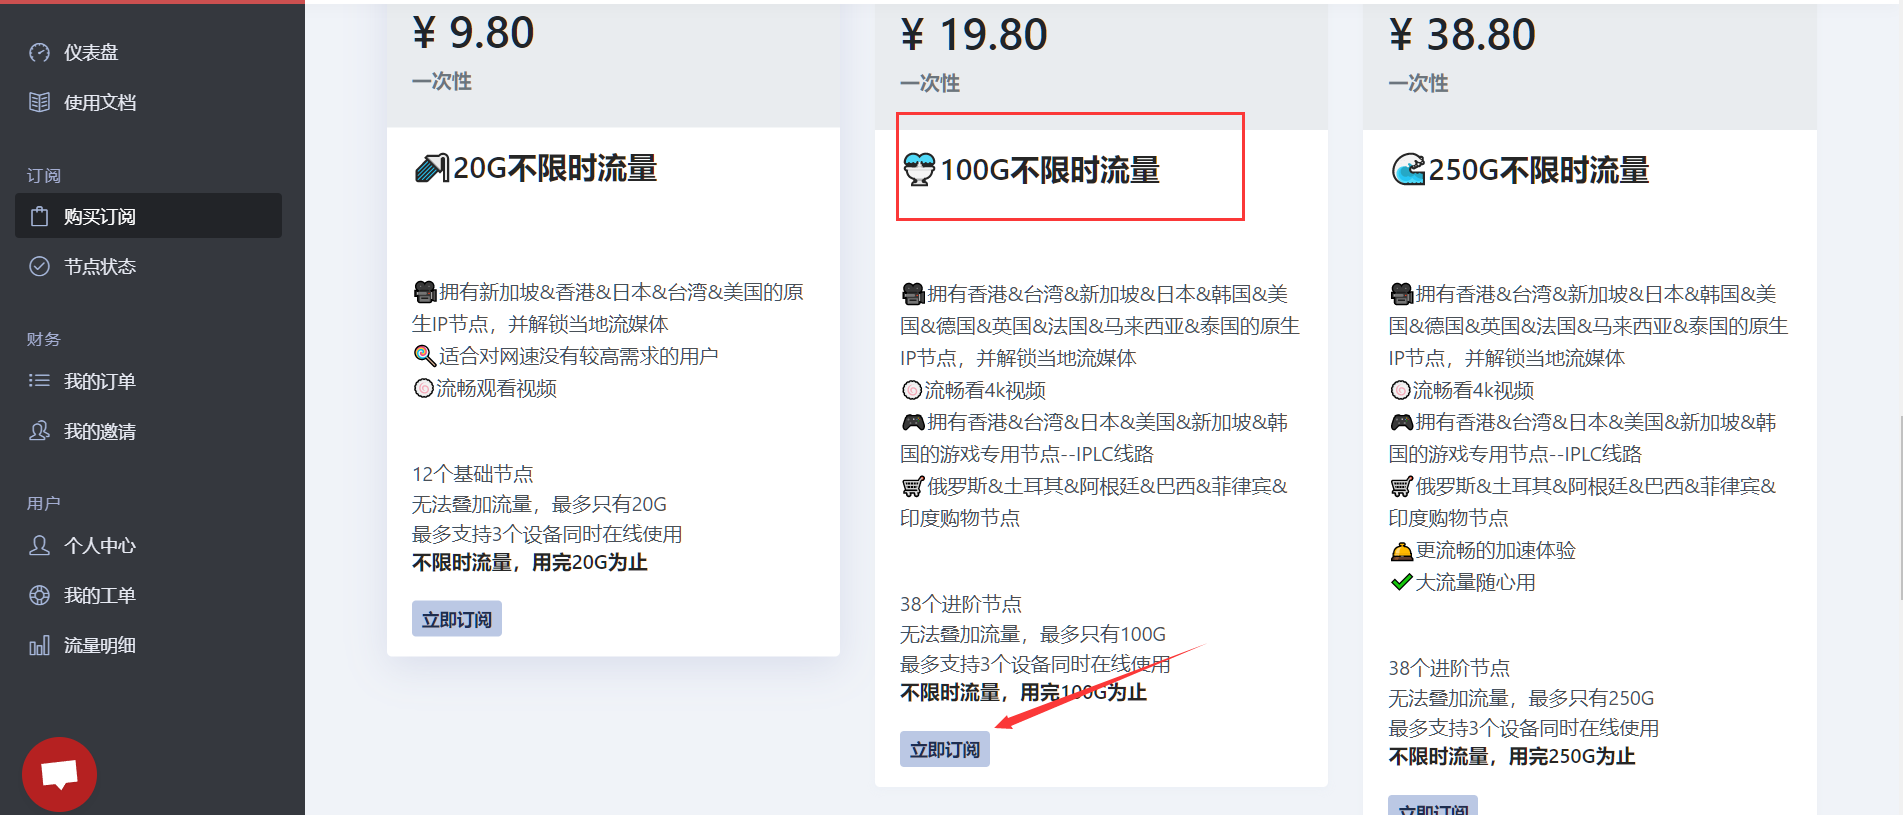 仪表盘
使用文档
订阅
购买订阅
节点状态
财务
我的订单
我的邀请
用户
个人中心
我的工单
流量明细
¥ 9.80
一次性
20G不限时流量
拥有新加坡&香港&日本&台湾&美国的原
生IP节点，并解锁当地流媒体
适合对网速没有较高需求的用户
流畅观看视频
12个基础节点
无法叠加流量，最多只有20G
最多支持3个设备同时在线使用
不限时流量，用完20G为止
立即订阅
¥ 19.80
一次性
100G不限时流量
拥有香港&台湾&新加坡&日本&韩国&美
国&德国&英国&法国&马来西亚&泰国的原生
IP节点，并解锁当地流媒体
流畅看4k视频
拥有香港&台湾&日本&美国&新加坡&韩
国的游戏专用节点--IPLC线路
俄罗斯&土耳其&阿根廷&巴西&菲律宾&
印度购物节点
38个进阶节点
无法叠加流量，最多只有100G
最多支持3个设备同时在线使用
不限时流量，用完100G为止
立即订阅
¥ 38.80
一次性
250G不限时流量
拥有香港&台湾&新加坡&日本&韩国&美
国&德国&英国&法国&马来西亚&泰国的原生
IP节点，并解锁当地流媒体
流畅看4k视频
拥有香港&台湾&日本&美国&新加坡&韩
国的游戏专用节点--IPLC线路
俄罗斯&土耳其&阿根廷&巴西&菲律宾&
印度购物节点
更流畅的加速体验
大流量随心用
38个进阶节点
无法叠加流量，最多只有250G
最多支持3个设备同时在线使用
不限时流量，用完250G为止
立即订阅